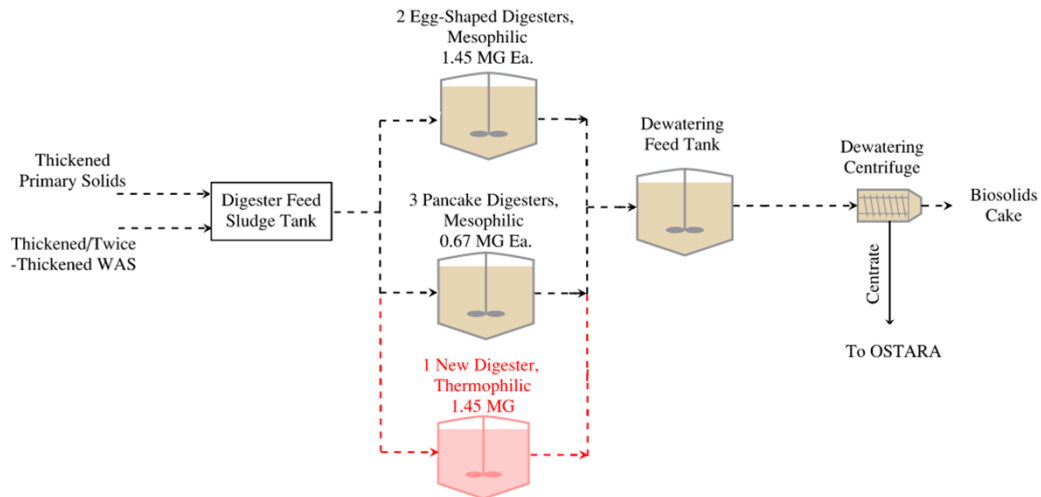 2 Egg-Shaped Digesters,
Mesophilic
1.45 MG Ea.
Thickened
Primary Solids
Thickened/Twice
-Thickened WAS
Digester Feed
Sludge Tank
3 Pancake Digesters,
Mesophilic
0.67 MG Ea.
1 New Digester,
Thermophilic
1.45 MG
Dewatering
Feed Tank
Dewatering
Centrifuge
Biosolids
Cake
Centrate
To OSTARA